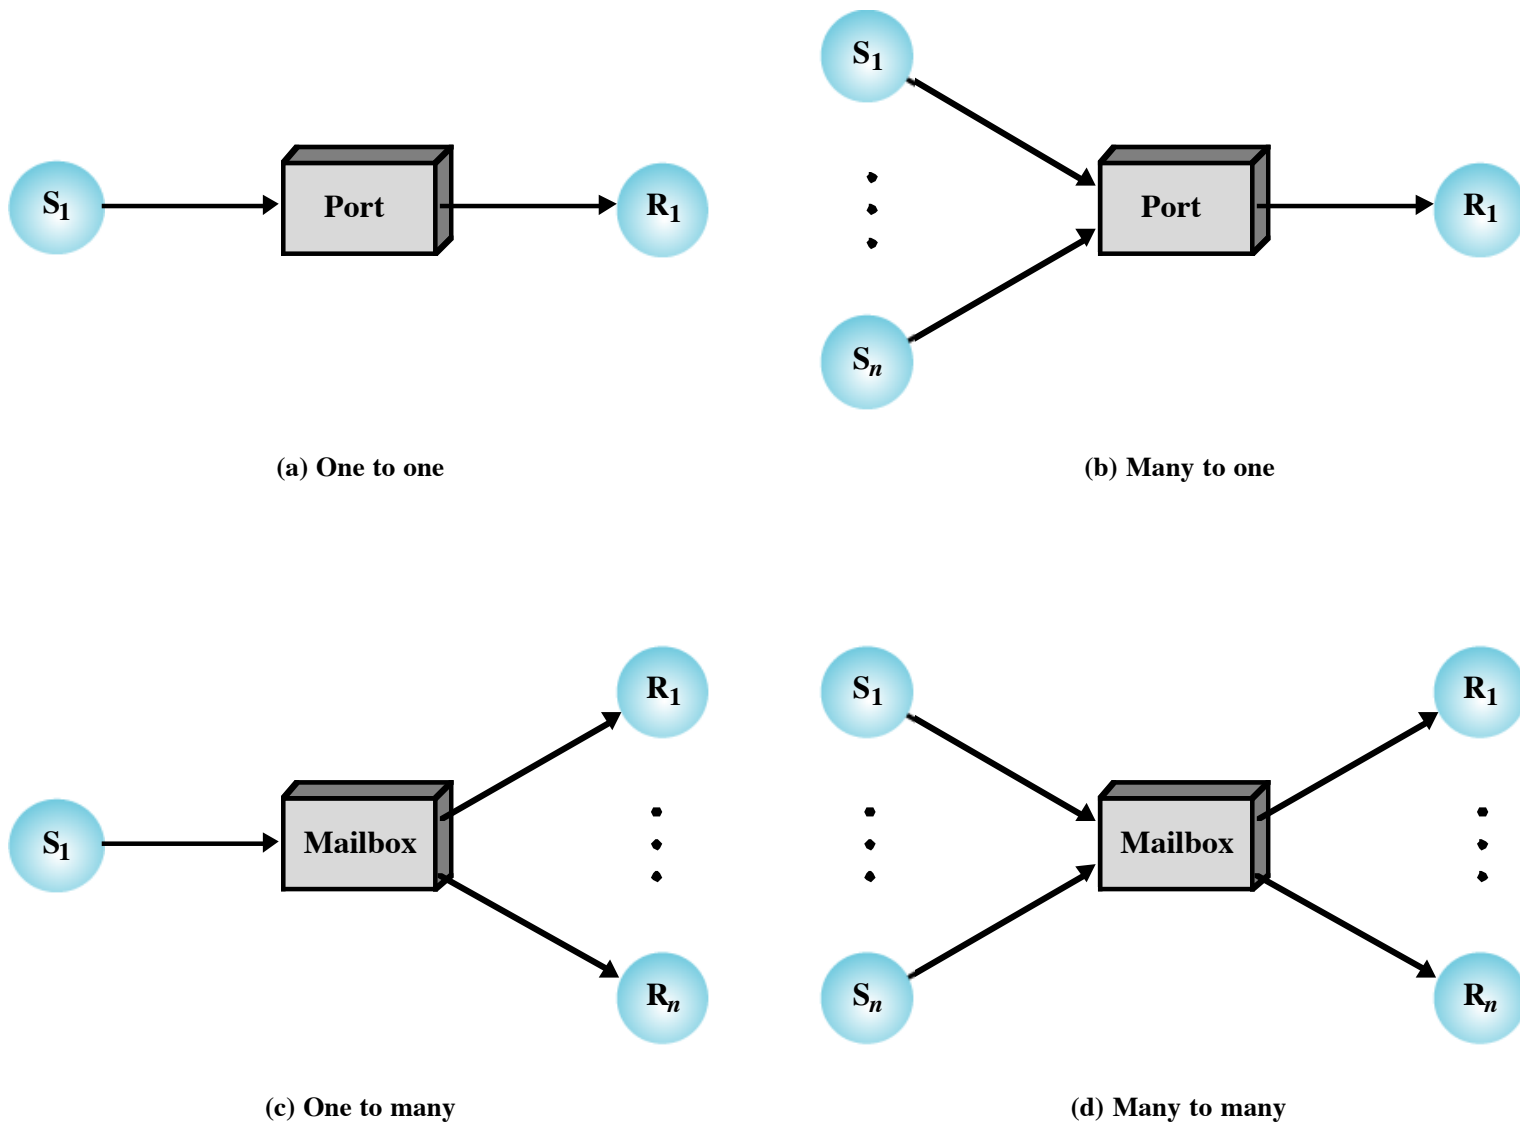 S1
Port
R1
S1
Port
R1
Sn
(a) One to one
(b) Many to one
R1
S1
Mailbox
Rn
(c) One to many
S1
R1
Mailbox
Sn
Rn
(d) Many to many